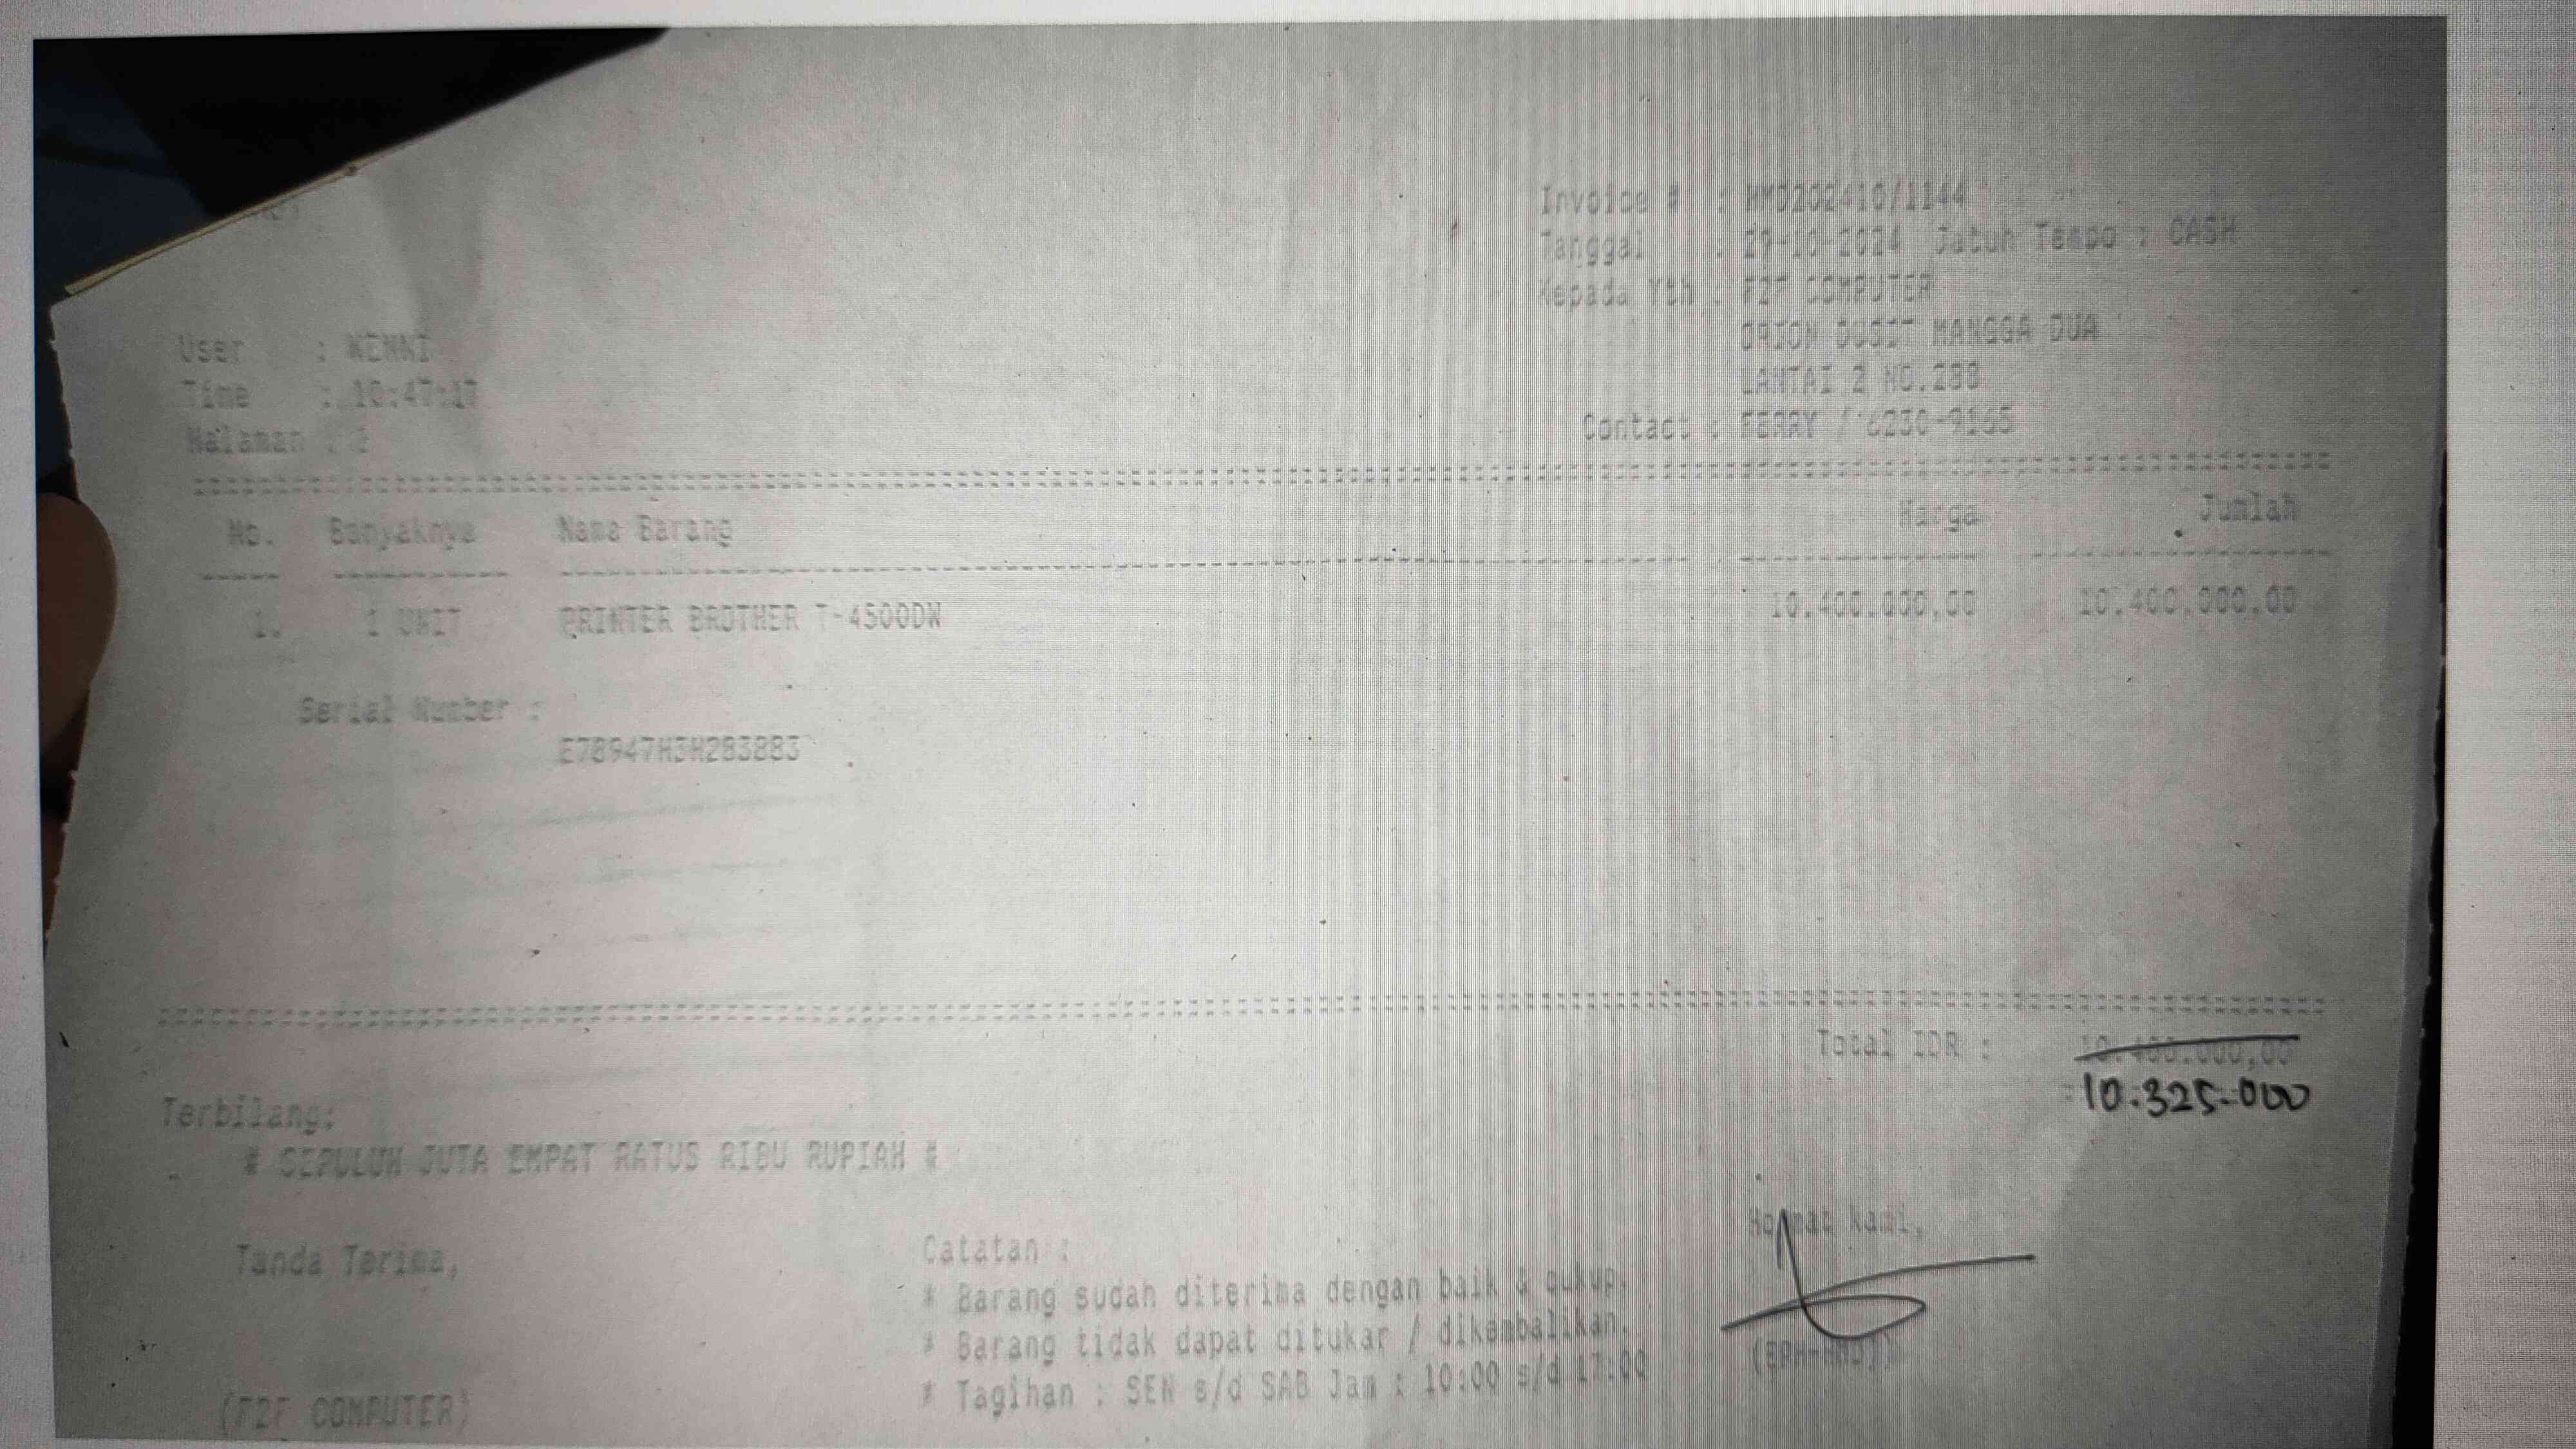 Invoice # : HMD202410/1144
Tanggal : 29-10-2024 Jatuh Tempo : CASH
Kepada Yth : F2F COMPUTER
ORION DUSIT MANGGA DUA
LANTAI 2 NO.288
Contact : FERRY / 6230-9165
User : WENNI
Time : 10:47:17
Halaman :
No. Banyaknya Nama Barang Harga Jumlah
1. 1 UNIT PRINTER BROTHER T-4500DW 10.400.000,00 10.400.000,00
Serial Number :
E78947H3H283883
Total IDR : 10.400.000,00
10.325.000
Terbilang:
# SEPULUH JUTA EMPAT RATUS RIBU RUPIAH #
Tanda Terima,
Catatan :
Hormat Kami,
* Barang sudah diterima dengan baik & cukup.
* Barang tidak dapat ditukar / dikembalikan.
* Tagihan : SEN s/d SAB Jam : 10:00 s/d 17:00
(F2F COMPUTER)